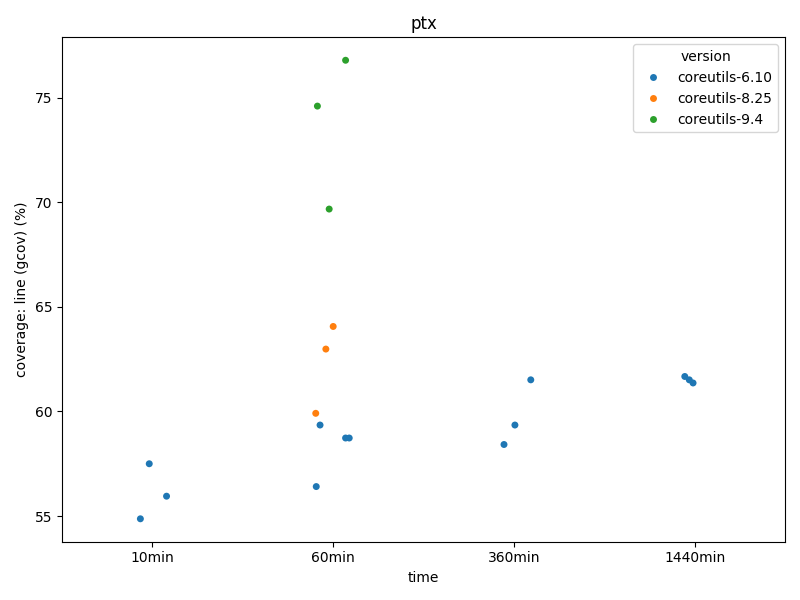 ptx
version
coreutils-6.10
coreutils-8.25
coreutils-9.4
coverage: line (gcov) (%)
75
70
65
60
55
10min
60min
360min
1440min
time